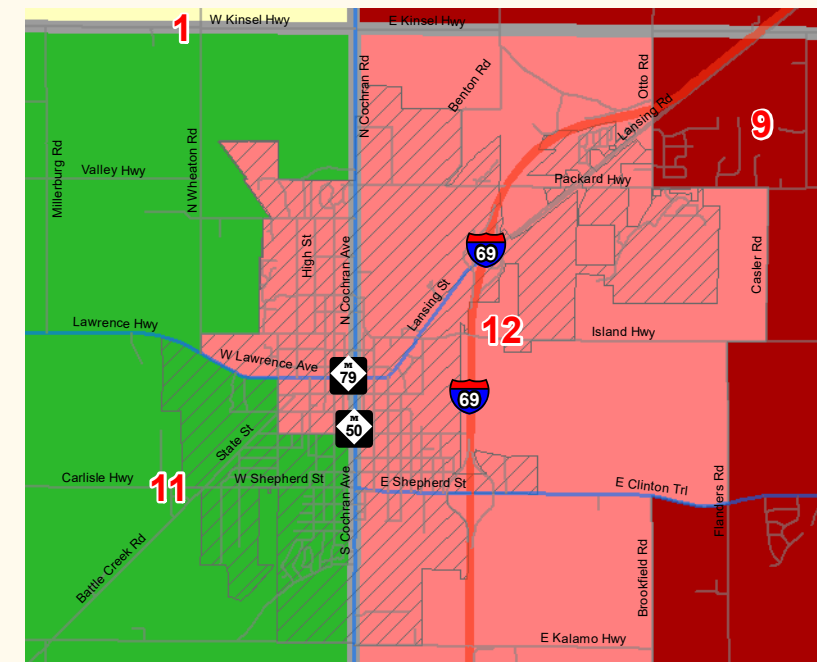 1
W Kinsel Hwy
E Kinsel Hwy
N Cochran Rd
Benton Rd
Otto Rd
Lansing Rd
9
Millerburg Rd
N Wheaton Rd
Valley Hwy
Packard Hwy
High St
N Cochran Ave
69
Casler Rd
Lansing St
Lawrence Hwy
12
Island Hwy
W Lawrence Ave
M
79
69
M
50
State St
Carlisle Hwy
11
W Shepherd St
E Shepherd St
E Clinton Trl
S Cochran Ave
Flanders Rd
Battle Creek Rd
Brookfield Rd
E Kalamo Hwy